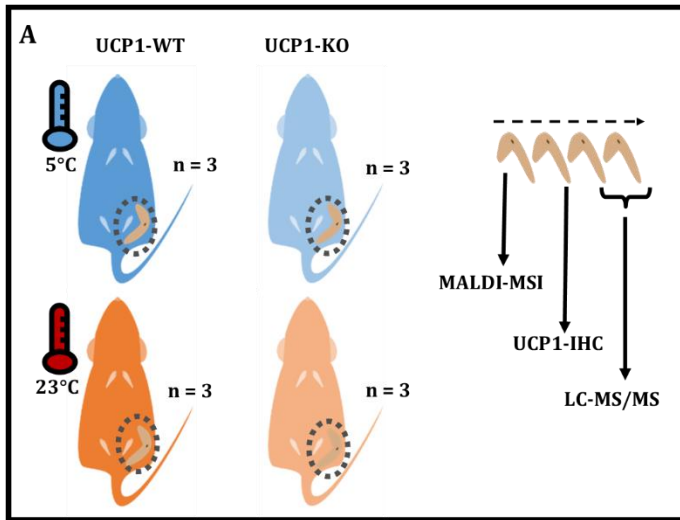 A
UCP1-WT
UCP1-KO
5°C
n = 3
n = 3
23°C
n = 3
n = 3
MALDI-MSI
UCP1-IHC
LC-MS/MS